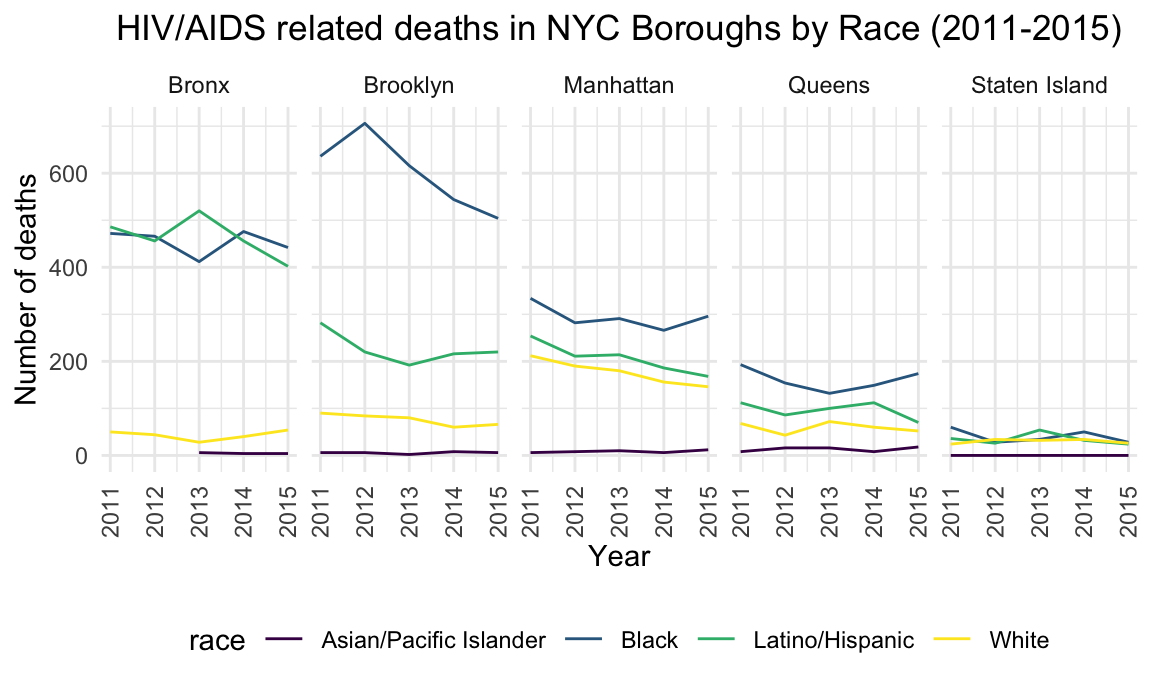 HIV/AIDS related deaths in NYC Boroughs by Race (2011-2015)
Bronx Brooklyn Manhattan Queens Staten Island
Number of deaths
600
400
200
0
2011 2012 2013 2014 2015 2011 2012 2013 2014 2015 2011 2012 2013 2014 2015 2011 2012 2013 2014 2015 2011 2012 2013 2014 2015
Year
race Asian/Pacific Islander Black Latino/Hispanic White